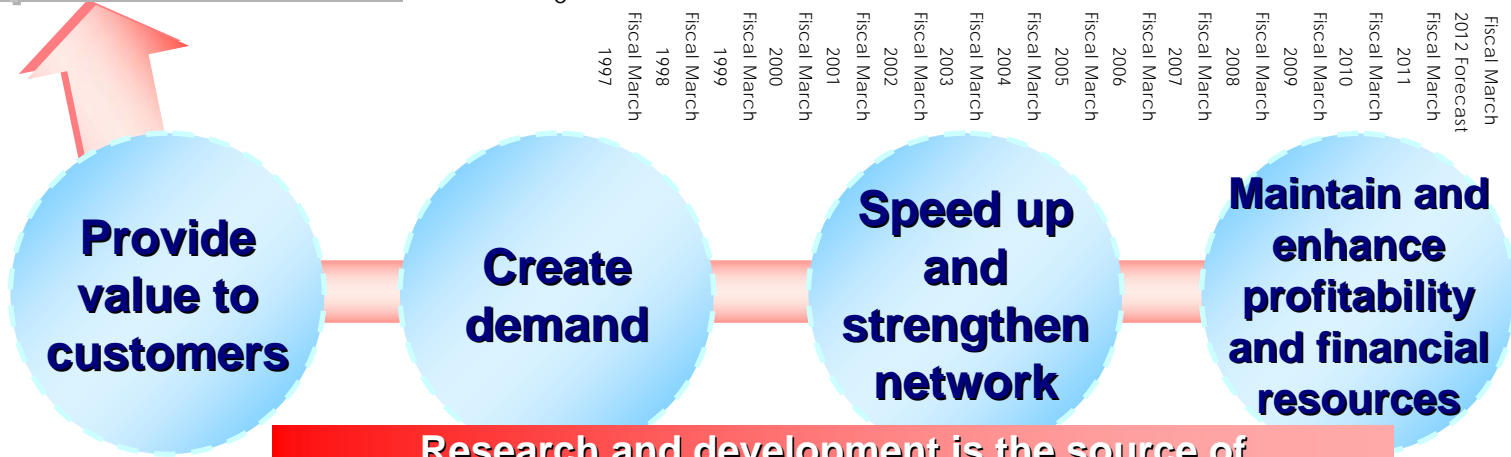 Fiscal March
1997
Fiscal March
1998
Fiscal March
1999
Fiscal March
2000
Fiscal March
2001
Fiscal March
2002
Fiscal March
2003
Fiscal March
2004
Fiscal March
2005
Fiscal March
2006
Fiscal March
2007
Fiscal March
2008
Fiscal March
2009
Fiscal March
2010
Fiscal March
2011
Fiscal March
2012 Forecast
Provide
value to
customers
Create
demand
Speed up
and
strengthen
network
Maintain and
enhance
profitability
and financial
resources
Research and development is the source of